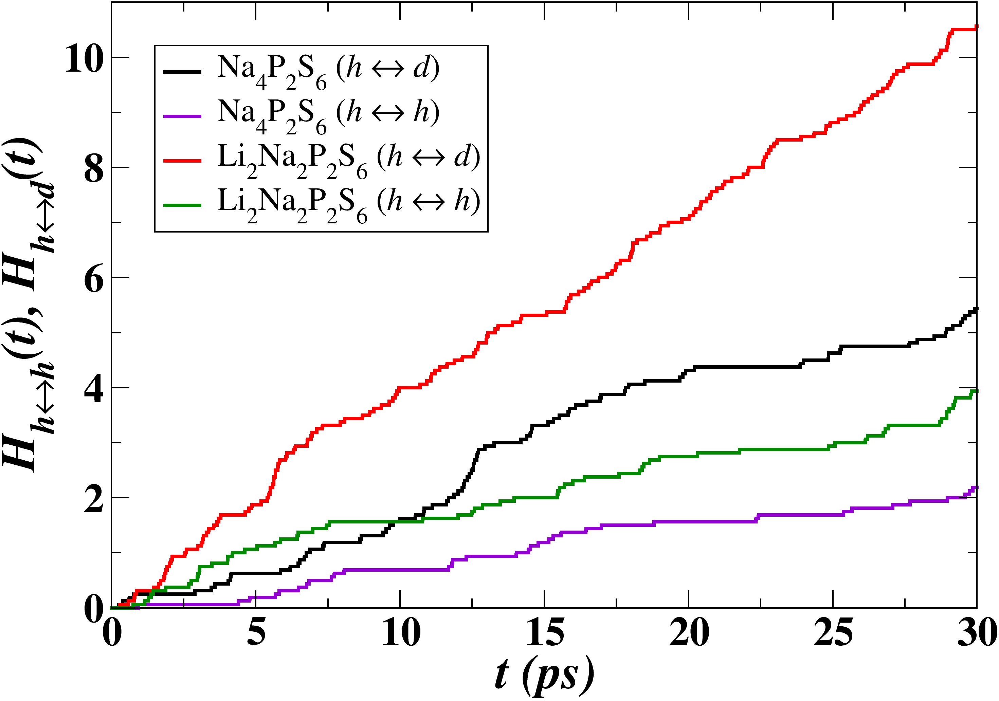 H_{h↔h}(t), H_{h↔d}(t)
10
8
6
4
2
0
Na₄P₂S₆ (h ↔ d)
Na₄P₂S₆ (h ↔ h)
Li₂Na₂P₂S₆ (h ↔ d)
Li₂Na₂P₂S₆ (h ↔ h)
0 5 10 15 20 25 30
t (ps)